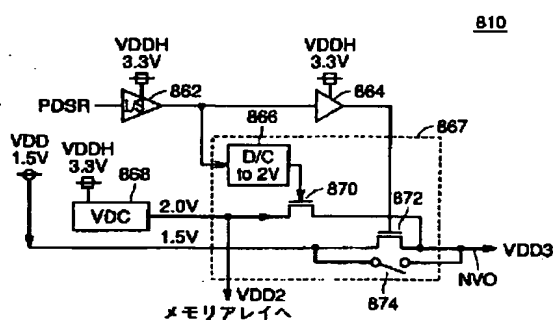 810
VDDH
3.3V
862
VDDH
3.3V
864
PDSR
L/S
866
867
VDD
1.5V
VDDH
3.3V
868
D/C
to 2V
870
872
VDC
2.0V
1.5V
VDD3
NVO
874
VDD2
メモリアレイへ